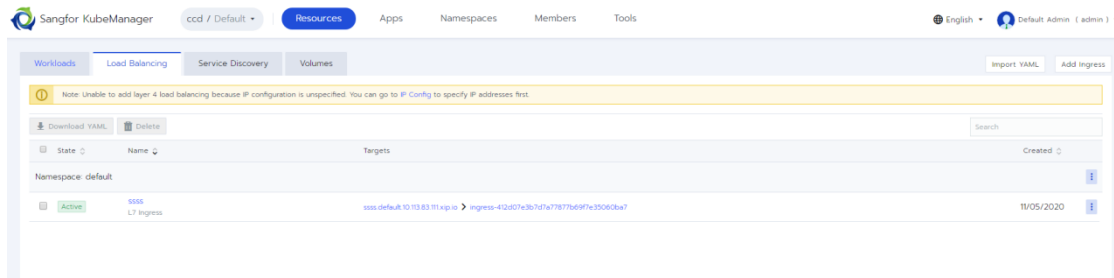 Sangfor KubeManager ccd / Default Resources Apps Namespaces Members Tools English Default Admin ( admin )
Workloads Load Balancing Service Discovery Volumes Import YAML Add Ingress
Note: Unable to add layer 4 load balancing because IP configuration is unspecified. You can go to IP Config to specify IP addresses first.
Download YAML Delete Search
State Name Targets Created
Namespace: default
Active ssss ssss.default.10.113.83.111.xip.io > ingress-412d07e3b7d7a77877b69f7e35060ba7 11/05/2020
L7 Ingress